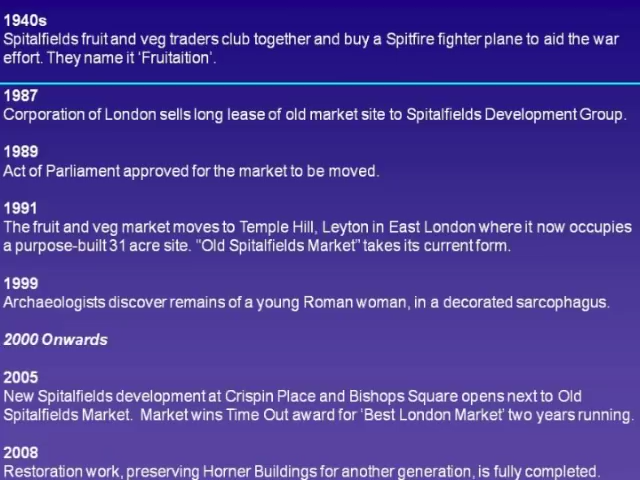 1940s
Spitalfields fruit and veg traders club together and buy a Spitfire fighter plane to aid the war
effort. They name it ‘Fruitaition’.
1987
Corporation of London sells long lease of old market site to Spitalfields Development Group.
1989
Act of Parliament approved for the market to be moved.
1991
The fruit and veg market moves to Temple Hill, Leyton in East London where it now occupies
a purpose-built 31 acre site. “Old Spitalfields Market” takes its current form.
1999
Archaeologists discover remains of a young Roman woman, in a decorated sarcophagus.
2000 Onwards
2005
New Spitalfields development at Crispin Place and Bishops Square opens next to Old
Spitalfields Market. Market wins Time Out award for ‘Best London Market’ two years running.
2008
Restoration work, preserving Horner Buildings for another generation, is fully completed.